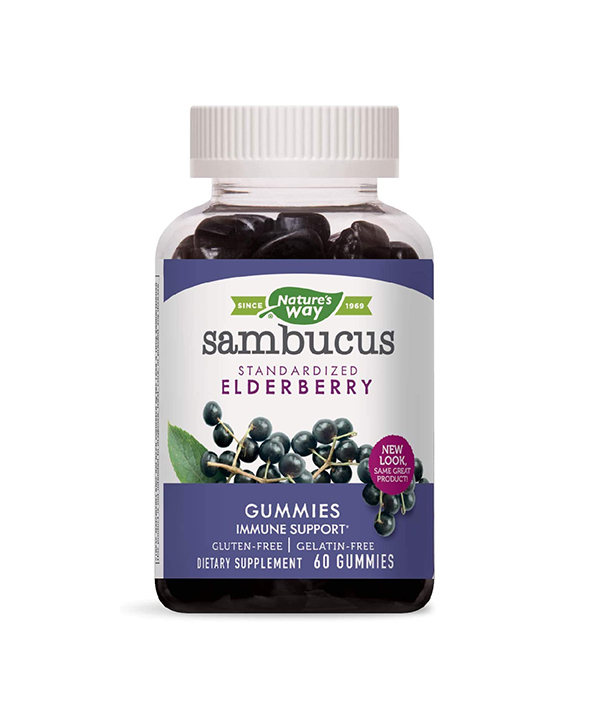 SINCE Nature's Way® 1969
sambucus
STANDARDIZED
ELDERBERRY
NEW
LOOK,
SAME GREAT
PRODUCT!
GUMMIES
IMMUNE SUPPORT*
GLUTEN-FREE | GELATIN-FREE
DIETARY SUPPLEMENT 60 GUMMIES